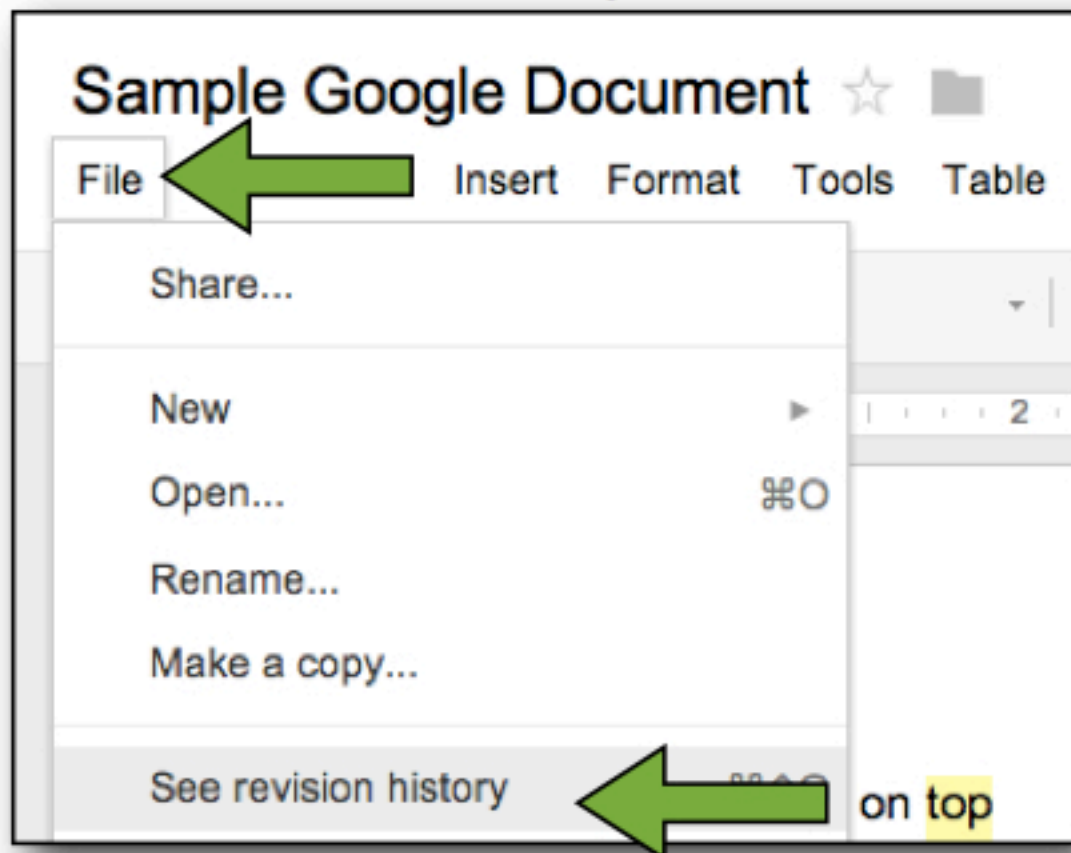 Sample Google Document
File Insert Format Tools Table
Share...
New
2
Open... ⌘O
Rename...
Make a copy...
See revision history
on top